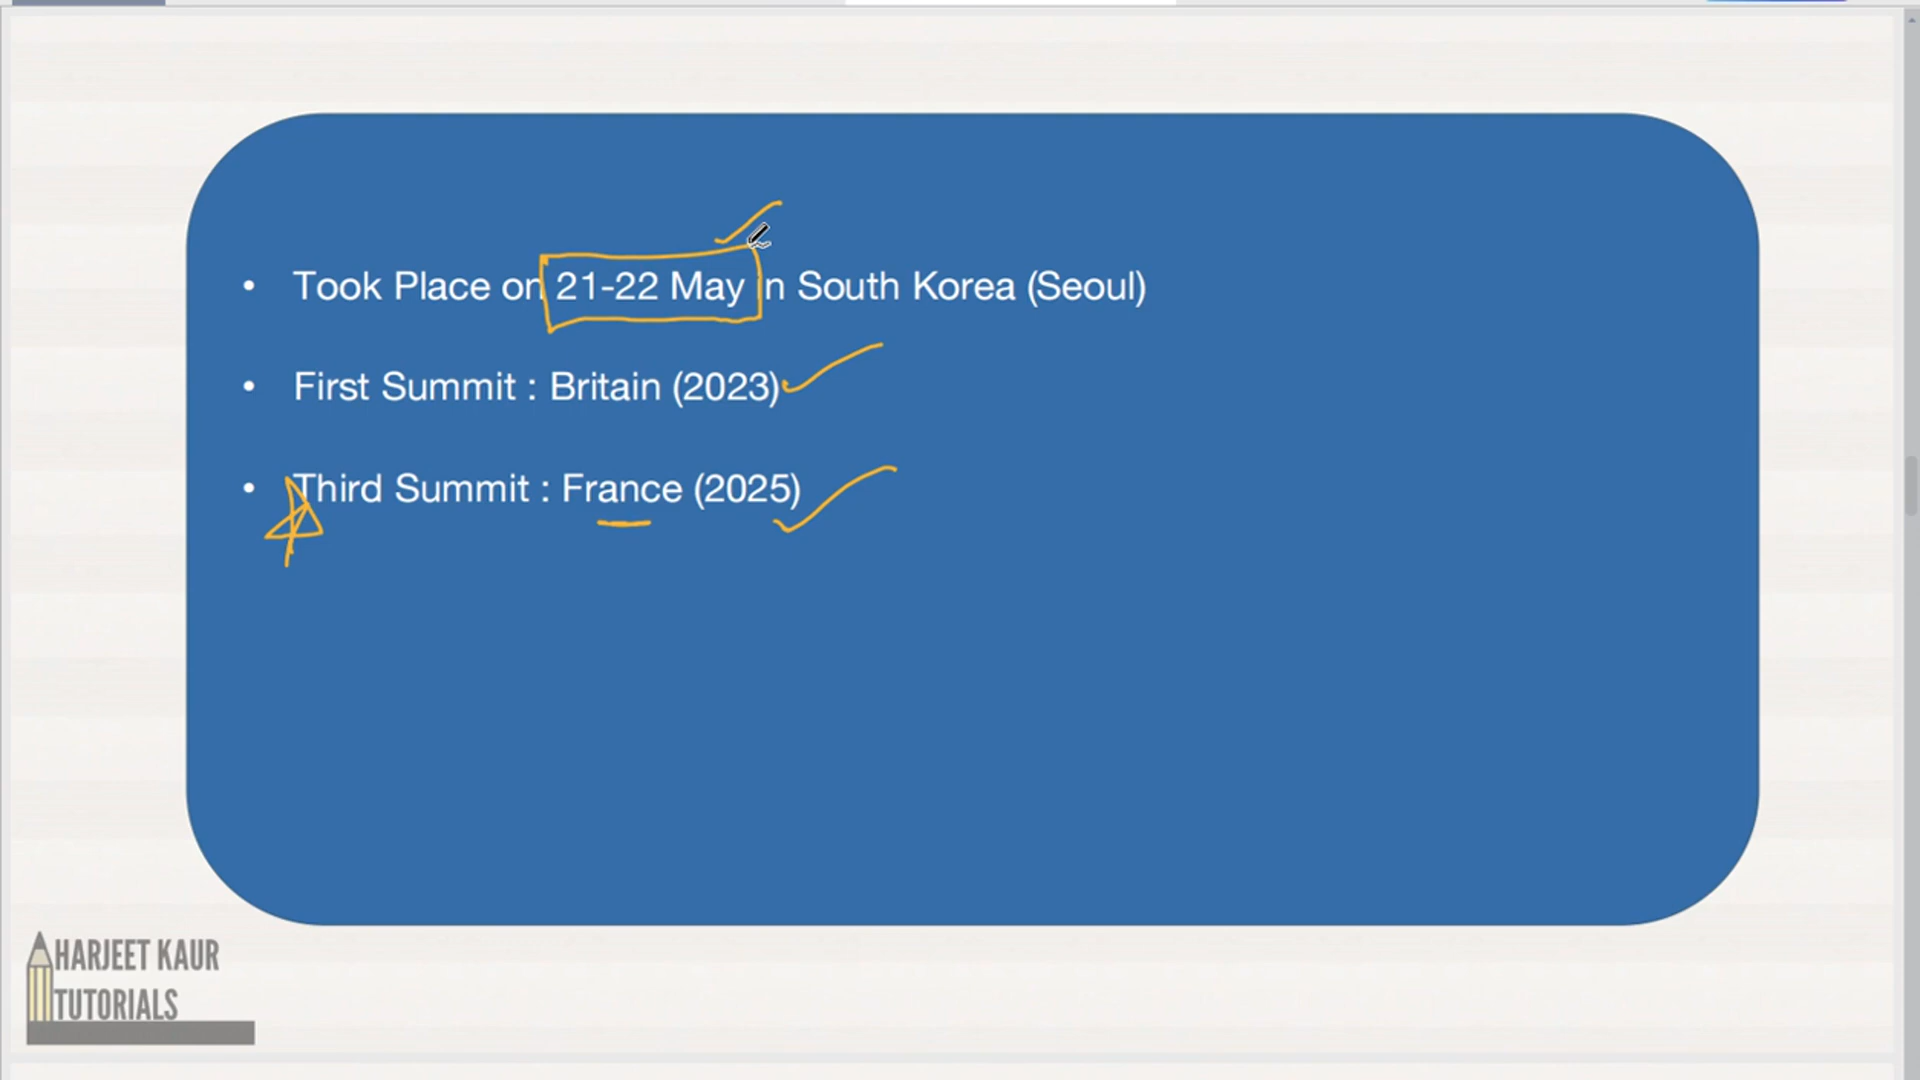 • Took Place on 21-22 May in South Korea (Seoul)
• First Summit : Britain (2023)
• Third Summit : France (2025)
HARJEET KAUR
TUTORIALS